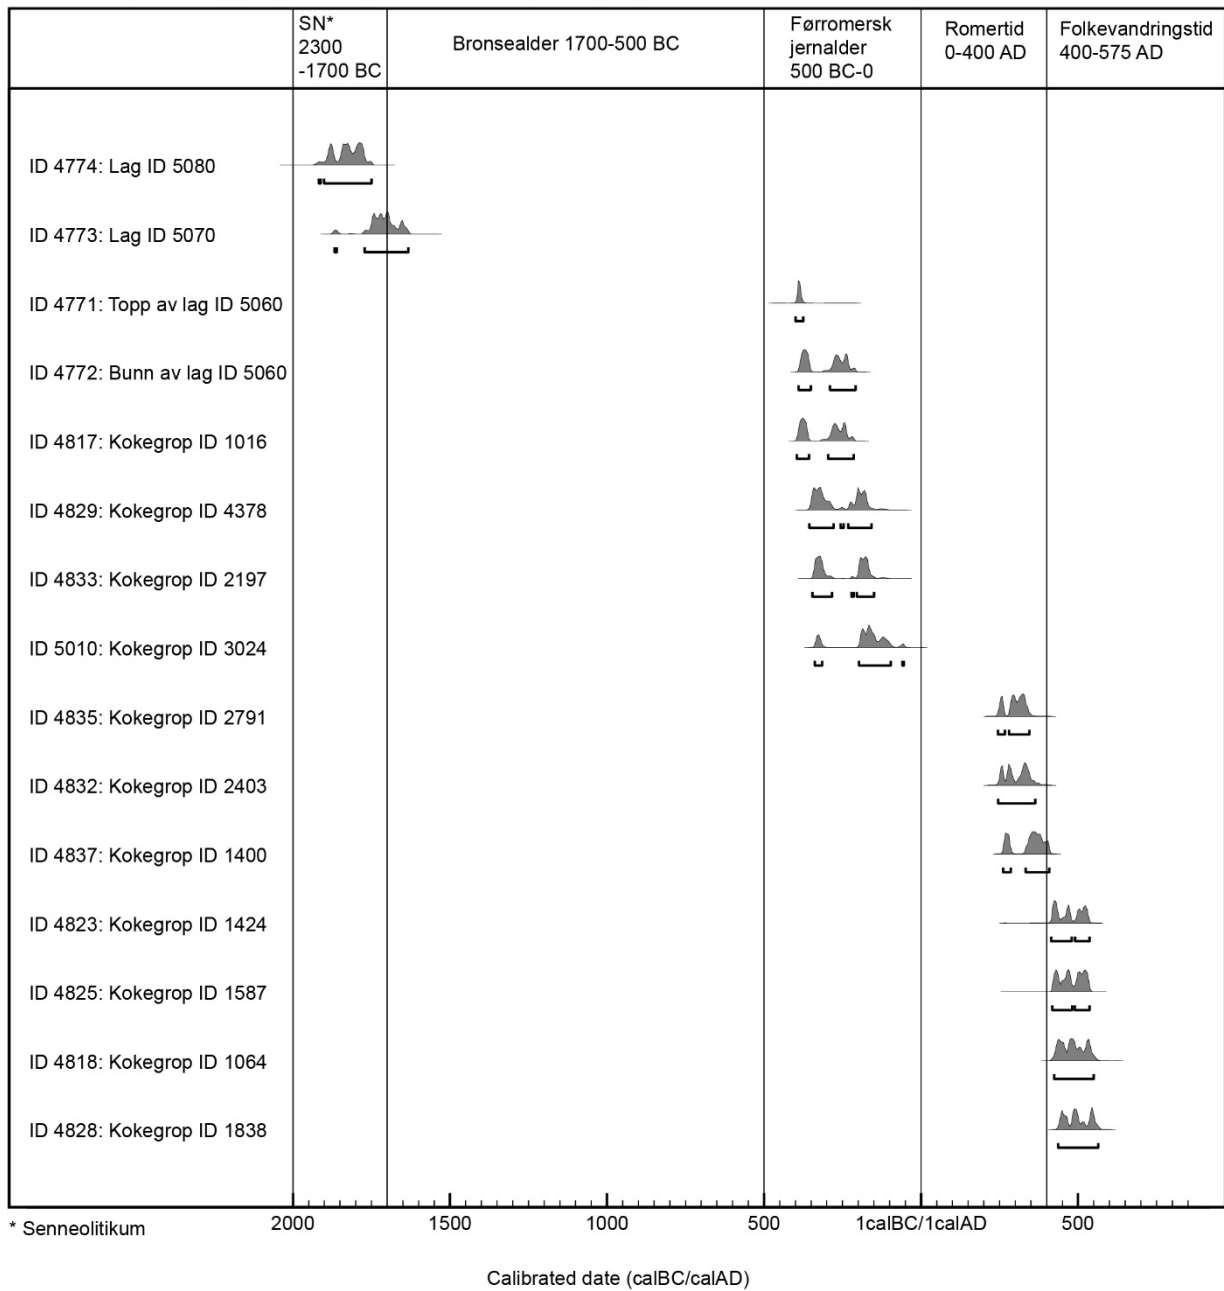 SN*
2300
-1700 BC
Bronsealder 1700-500 BC
Førromersk
jernalder
500 BC-0
Romertid
0-400 AD
Folkevandringstid
400-575 AD
ID 4774: Lag ID 5080
ID 4773: Lag ID 5070
ID 4771: Topp av lag ID 5060
ID 4772: Bunn av lag ID 5060
ID 4817: Kokegrop ID 1016
ID 4829: Kokegrop ID 4378
ID 4833: Kokegrop ID 2197
ID 5010: Kokegrop ID 3024
ID 4835: Kokegrop ID 2791
ID 4832: Kokegrop ID 2403
ID 4837: Kokegrop ID 1400
ID 4823: Kokegrop ID 1424
ID 4825: Kokegrop ID 1587
ID 4818: Kokegrop ID 1064
ID 4828: Kokegrop ID 1838
* Senneolitikum
2000 1500 1000 500 1calBC/1calAD 500
Calibrated date (calBC/calAD)